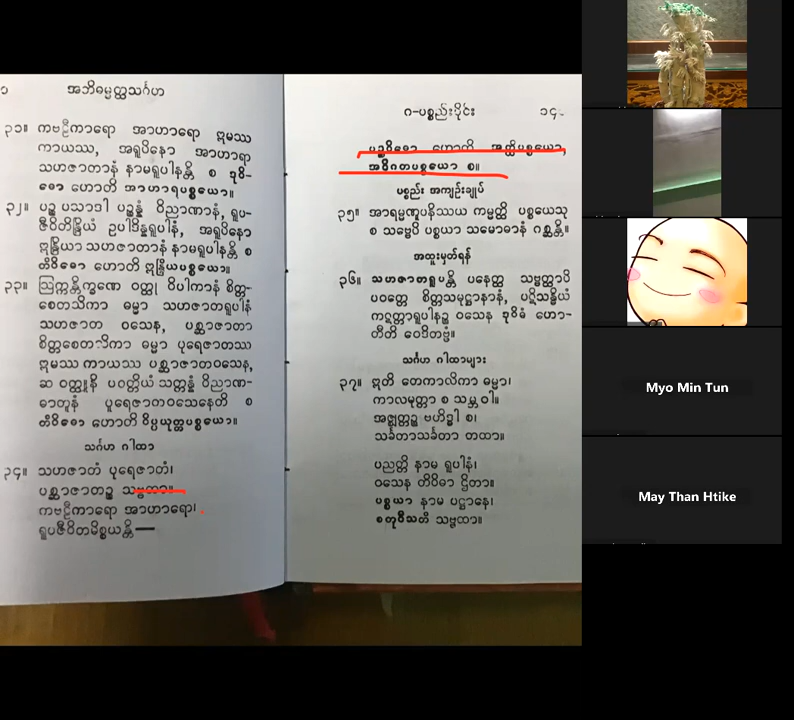 အဘိဓမ္မတ္ထသင်္ဂဟ
၃၁။ ကဗဠီကာရော အာဟာရော ဣမဿ
ကာယဿ, အရူပိနော အာဟာရာ
သဟဇာတာနံ နာမရူပါနန္တိ စ ဒုဝိ-
ဓော ဟောတိ အာဟာရပစ္စယော။
၃၂။ ပဉ္စ ပသာဒါ ပဉ္စန္နံ ဝိညာဏာနံ, ရူပ-
ဇီဝိတိန္ဒြိယံ ဥပါဒိန္နရူပါနံ, အရူပိနော
ဣန္ဒြိယာ သဟဇာတာနံ နာမရူပါနန္တိ စ
တိဝိဓော ဟောတိ ဣန္ဒြိယပစ္စယော။
၃၃။ ဩက္ကန္တိက္ခဏေ ဝတ္ထု ဝိပါကာနံ စိတ္တ-
စေတသိကာ ဓမ္မာ သဟဇာတရူပါနံ
သဟဇာတ ဝသေန, ပစ္ဆာဇာတာ
စိတ္တစေတသိကာ ဓမ္မာ ပုရေဇာတဿ
ဣမဿ ကာယဿ ပစ္ဆာဇာတဝသေန,
ဆ ဝတ္ထူနိ ပဝတ္တိယံ သတ္တန္နံ ဝိညာဏ-
ဓာတူနံ ပုရေဇာတဝသေနေတိ စ
တိဝိဓော ဟောတိ ဝိပ္ပယုတ္တပစ္စယော။
သင်္ဂဟ ဂါထာ
၃၄။ သဟဇာတံ ပုရေဇာတံ၊
ပစ္ဆာဇာတဉ္စ သဗ္ဗထာ။
ကဗဠီကာရော အာဟာရော၊
ရူပဇီဝိတမိစ္စယန္တိ—
ဂ-ပစ္စည်းပိုင်း
ပဉ္စဝိဓော ဟောတိ အတ္ထိပစ္စယော,
အဝိဂတပစ္စယော စ။
ပစ္စည်း အကျဉ်းချုပ်
၃၅။ အာရမ္မဏူပနိဿယ ကမ္မတ္ထိ ပစ္စယေသု
စ သဗ္ဗေပိ ပစ္စယာ သမောဓာနံ ဂစ္ဆန္တိ။
အထူးမှတ်ရန်
၃၆။ သဟဇာတရူပန္တိ ပနေတ္ထ သဗ္ဗတ္ထာပိ
ပဝတ္တေ စိတ္တသမုဋ္ဌာနာနံ, ပဋိသန္ဓိယံ
ကဋတ္တာရူပါနဉ္စ ဝသေန ဒုဝိဓံ ဟော-
တီတိ ဝေဒိတဗ္ဗံ။
သင်္ဂဟ ဂါထာများ
၃၇။ ဣတိ တေကာလိကာ ဓမ္မာ၊
ကာလမုတ္တာ စ သမ္ဘဝါ။
အဇ္ဈတ္တဉ္စ ဗဟိဒ္ဓါ စ၊
သင်္ခတာသင်္ခတာ တထာ။
ပညတ္တိ နာမ ရူပါနံ၊
ဝသေန တိဝိဓာ ဌိတာ။
ပစ္စယာ နာမ ပဋ္ဌာနေ၊
စတုဝီသတိ သဗ္ဗထာ။
Myo Min Tun
May Than Htike